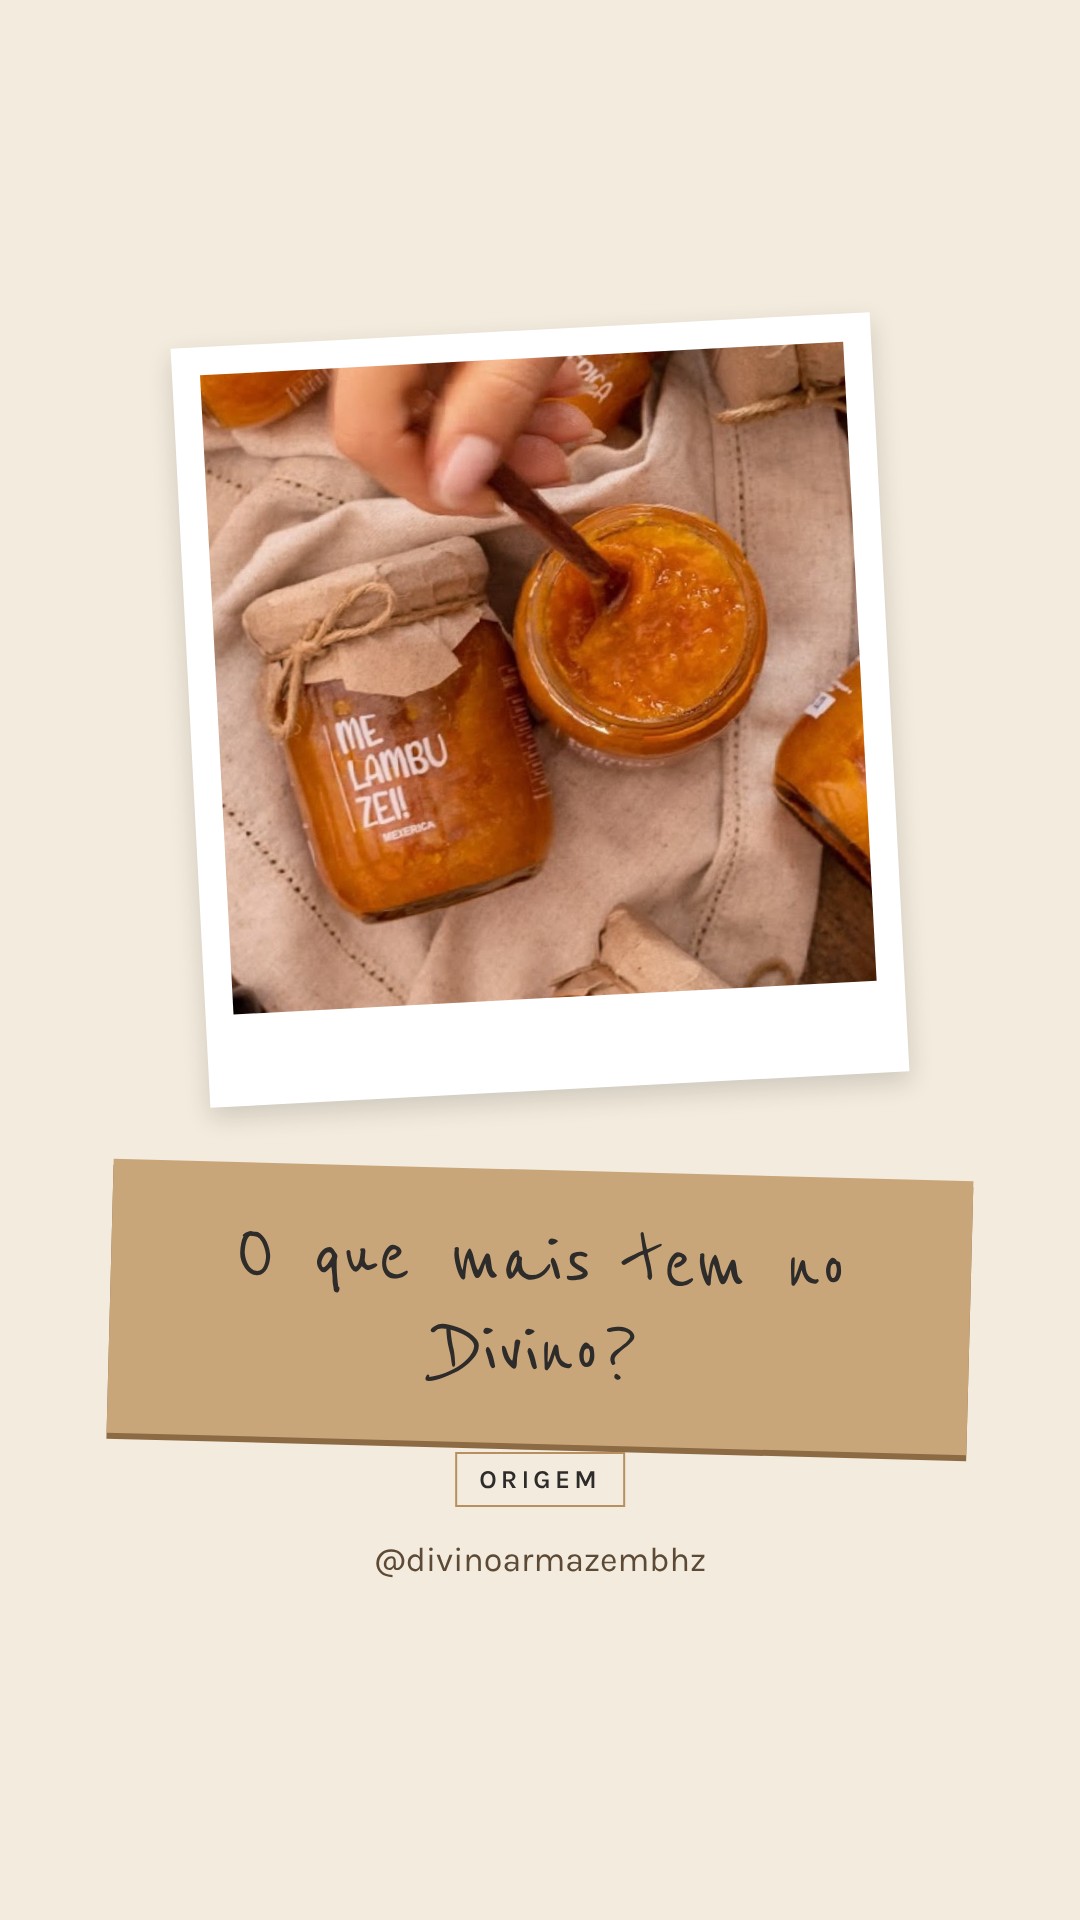 ME
LAMBU
ZEI!
MEXERICA
O que mais tem no
Divino?
ORIGEM
@divinoarmazembhz